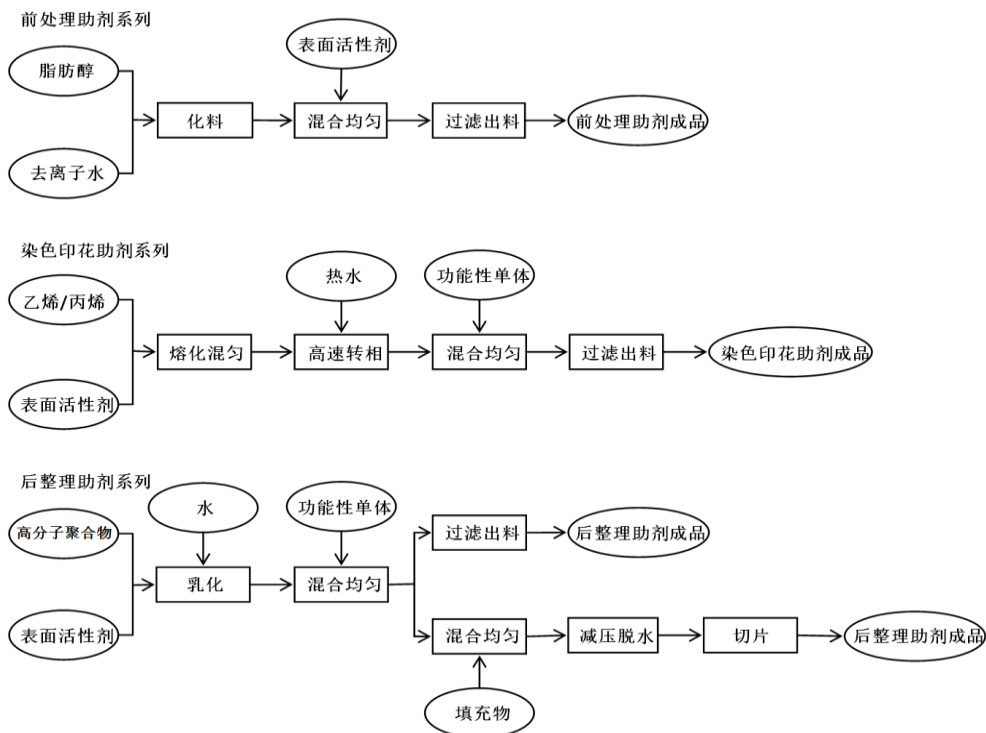 前处理助剂系列
脂肪醇
表面活性剂
化料
混合均匀
过滤出料
前处理助剂成品
去离子水
染色印花助剂系列
乙烯/丙烯
热水
功能性单体
熔化混匀
高速转相
混合均匀
过滤出料
染色印花助剂成品
表面活性剂
后整理助剂系列
高分子聚合物
水
功能性单体
过滤出料
后整理助剂成品
乳化
混合均匀
表面活性剂
混合均匀
减压脱水
切片
后整理助剂成品
填充物